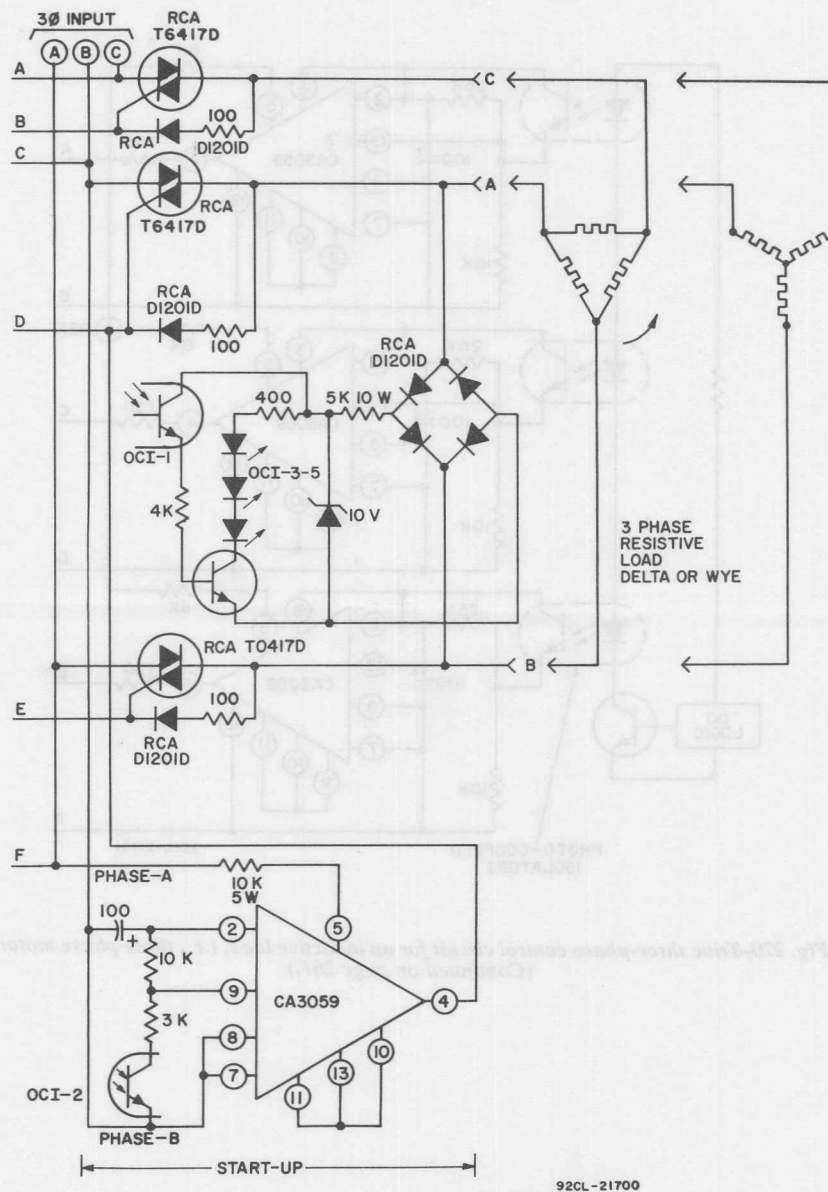 3Ø INPUT
A B C
RCA
T6417D
A
C
B
100
RCA
D1201D
C
A
RCA
T6417D
RCA
D1201D
D
100
RCA
D1201D
400
5K 10 W
OCI-1
OCI-3-5
4K
10 V
3 PHASE
RESISTIVE
LOAD
DELTA OR WYE
RCA T0417D
B
100
E
RCA
D1201D
F
PHASE-A
10 K
5 W
5
100
+
2
10 K
9
CA3059
4
3 K
8
10
OCI-2
7
13
11
PHASE-B
START-UP
92CL-21700